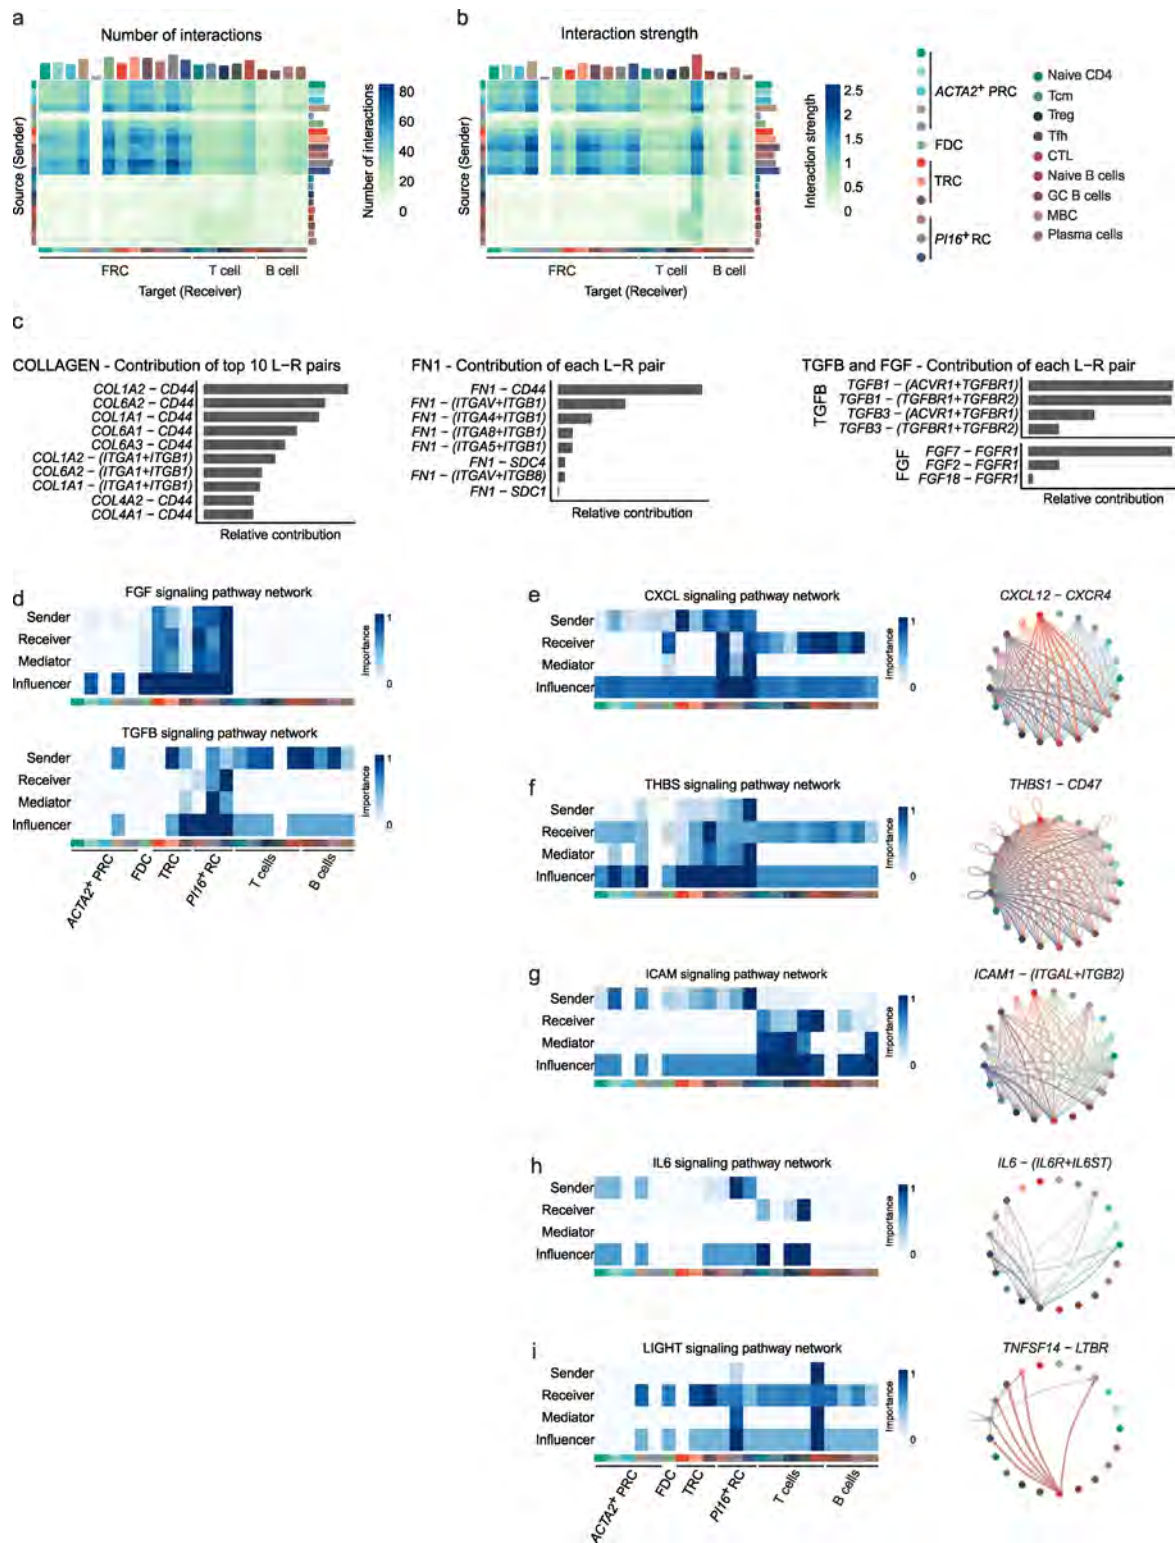 a
Number of interactions
Source (Sender)
FRC
T cell
B cell
Target (Receiver)
Number of interactions
80
60
40
20
0
b
Interaction strength
Source (Sender)
FRC
T cell
B cell
Target (Receiver)
Interaction strength
2.5
2
1.5
1
0.5
0
ACTA2+ PRC
FDC
TRC
PI16+ RC
Naive CD4
Tcm
Treg
Tfh
CTL
Naive B cells
GC B cells
MBC
Plasma cells
c
COLLAGEN - Contribution of top 10 L−R pairs
COL1A2 − CD44
COL6A2 − CD44
COL1A1 − CD44
COL6A1 − CD44
COL6A3 − CD44
COL1A2 − (ITGA1+ITGB1)
COL6A2 − (ITGA1+ITGB1)
COL1A1 − (ITGA1+ITGB1)
COL4A2 − CD44
COL4A1 − CD44
Relative contribution
FN1 - Contribution of each L−R pair
FN1 − CD44
FN1 − (ITGAV+ITGB1)
FN1 − (ITGA4+ITGB1)
FN1 − (ITGA8+ITGB1)
FN1 − (ITGA5+ITGB1)
FN1 − SDC4
FN1 − (ITGAV+ITGB8)
FN1 − SDC1
Relative contribution
TGFB and FGF - Contribution of each L−R pair
TGFB
TGFB1 − (ACVR1+TGFBR1)
TGFB1 − (TGFBR1+TGFBR2)
TGFB3 − (ACVR1+TGFBR1)
TGFB3 − (TGFBR1+TGFBR2)
FGF
FGF7 − FGFR1
FGF2 − FGFR1
FGF18 − FGFR1
Relative contribution
d
FGF signaling pathway network
Sender
Receiver
Mediator
Influencer
Importance
1
0
TGFB signaling pathway network
Sender
Receiver
Mediator
Influencer
Importance
1
0
ACTA2+ PRC
FDC
TRC
PI16+ RC
T cells
B cells
e
CXCL signaling pathway network
Sender
Receiver
Mediator
Influencer
Importance
1
0
CXCL12 − CXCR4
f
THBS signaling pathway network
Sender
Receiver
Mediator
Influencer
Importance
1
0
THBS1 − CD47
g
ICAM signaling pathway network
Sender
Receiver
Mediator
Influencer
Importance
1
0
ICAM1 − (ITGAL+ITGB2)
h
IL6 signaling pathway network
Sender
Receiver
Mediator
Influencer
Importance
1
0
IL6 − (IL6R+IL6ST)
i
LIGHT signaling pathway network
Sender
Receiver
Mediator
Influencer
Importance
1
0
TNFSF14 − LTBR
ACTA2+ PRC
FDC
TRC
PI16+ RC
T cells
B cells